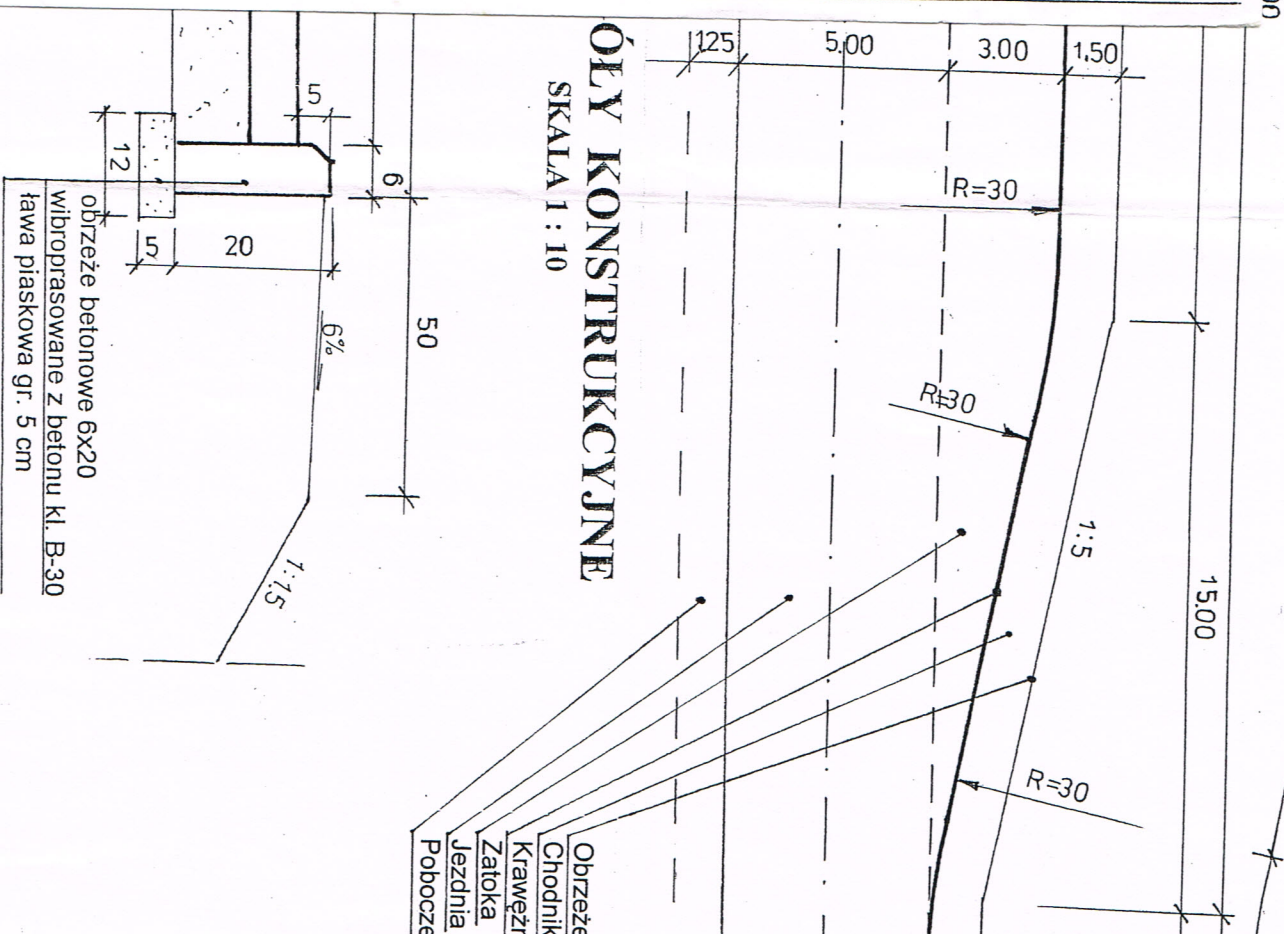 125
5,00
3.00
1,50
R=30
R=30
1:5
15.00
R=30
Obrzeże
Chodnik
Zatoka
Jezdnia
Pobocze
ÓŁY KONSTRUKCYJNE
SKALA 1 : 10
5
6
12
5
20
50
6%
1:1.5
obrzeże betonowe 6x20
wibroprasowane z betonu kl. B-30
ława piaskowa gr. 5 cm